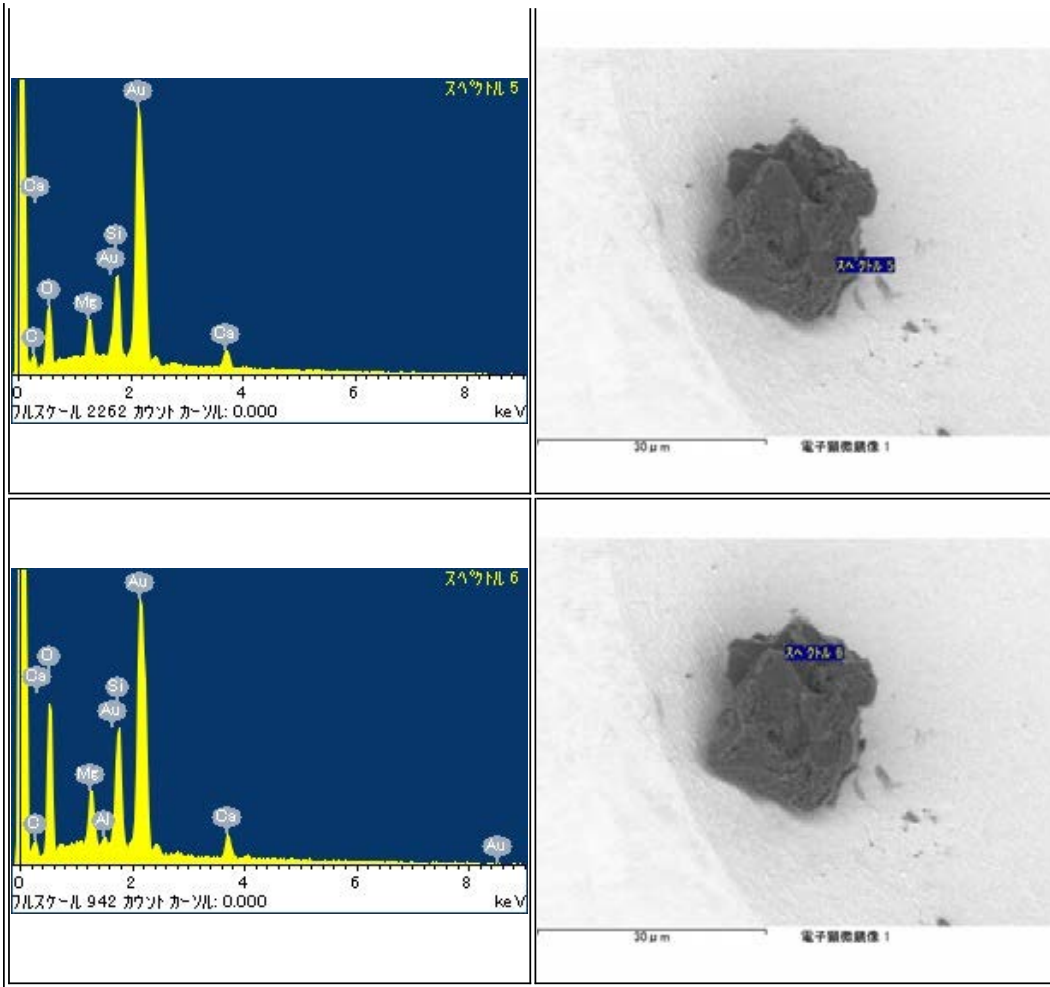 スペクトル 5
Au
Ca
Si
Au
O
Mg
C
Ca
0 2 4 6 8
フルスケール 2262 カウント カーソル: 0.000 keV
スペクトル 5
30μm 電子顕微鏡像 1
スペクトル 6
Au
O
Ca
Si
Au
Mg
Al
C
Ca
Au
0 2 4 6 8
フルスケール 942 カウント カーソル: 0.000 keV
スペクトル 6
30μm 電子顕微鏡像 1